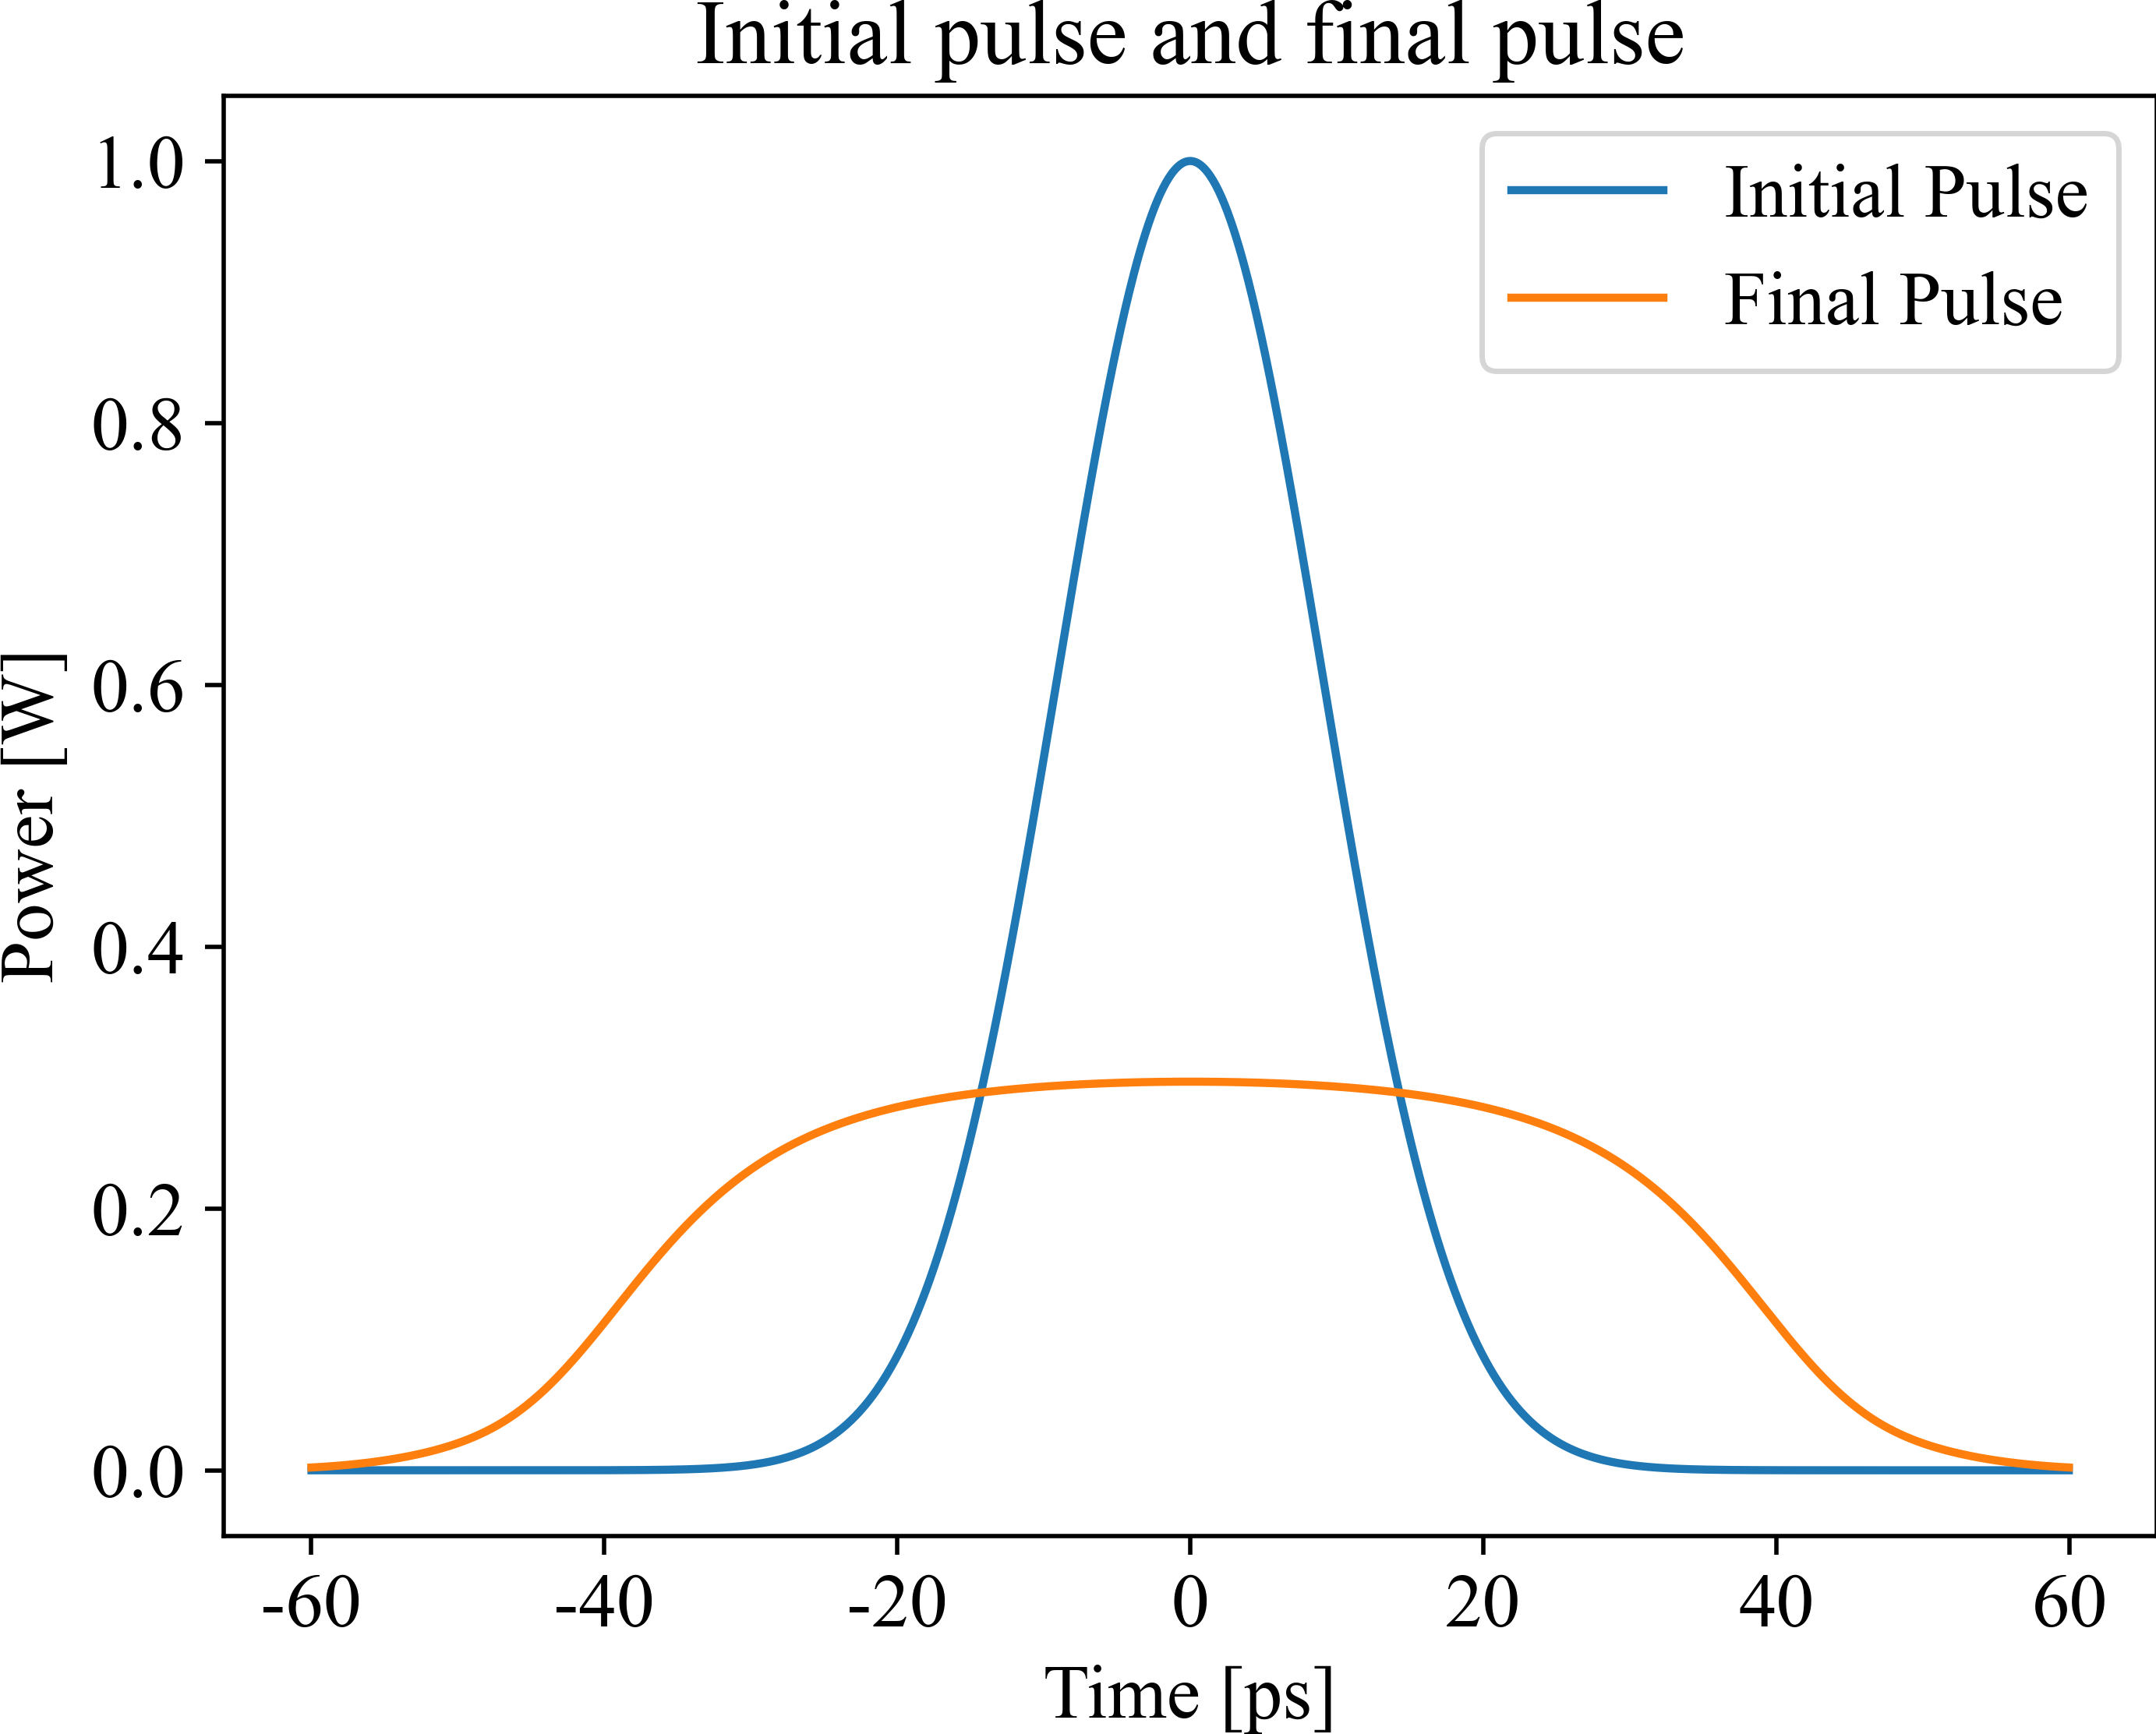 Initial pulse and final pulse
Initial Pulse
Final Pulse
Power [W]
1.0
0.8
0.6
0.4
0.2
0.0
-60 -40 -20 0 20 40 60
Time [ps]